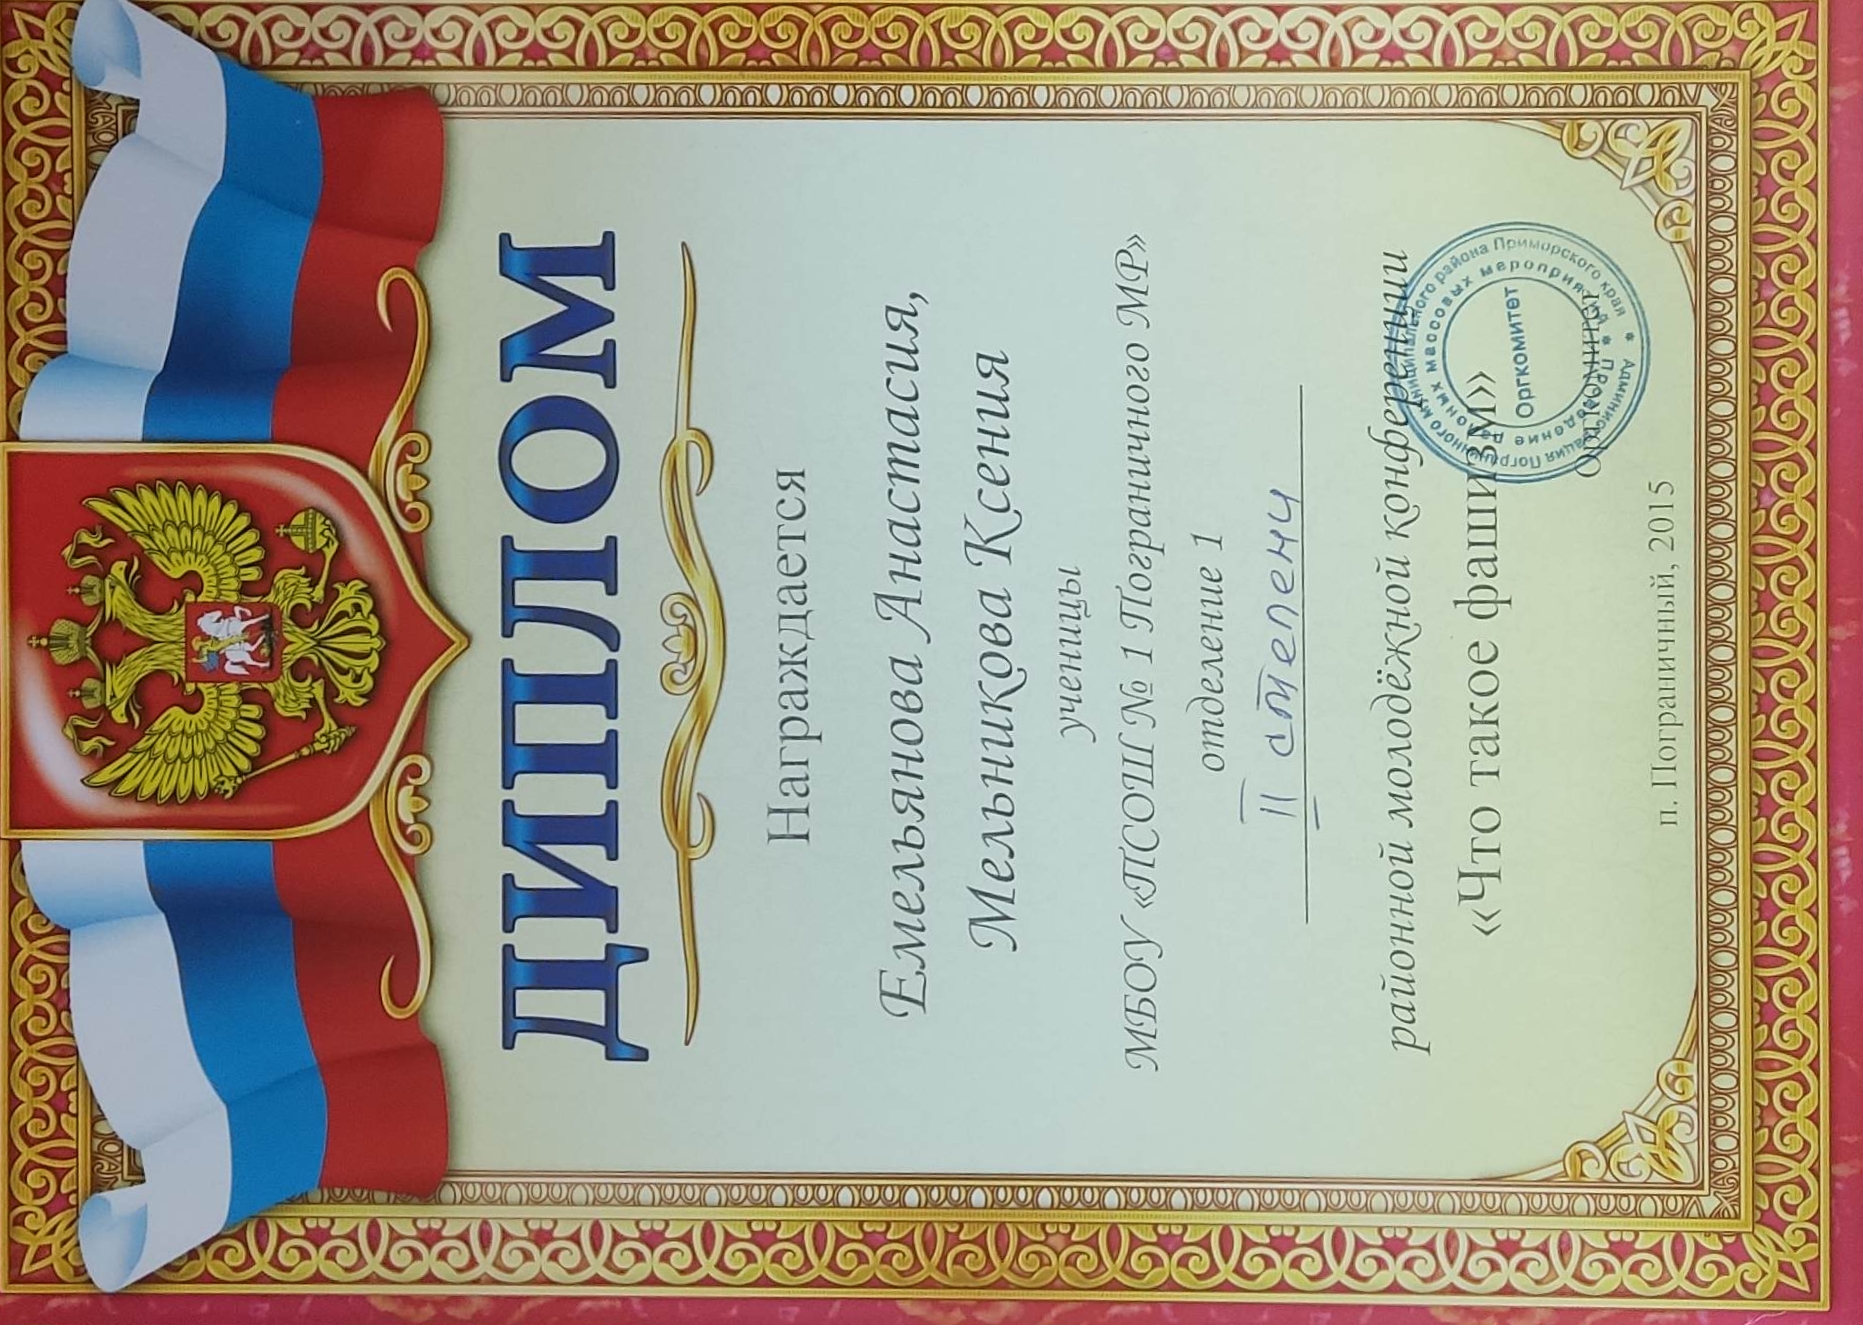 ДИПЛОМ
Награждается
Емельянова Анастасия,
Мельникова Ксения
ученицы
МБОУ «ПСОШ № 1 Пограничного МР»
отделение 1
II степени
районной молодёжной конференции
«Что такое фашизм»
Администрация Пограничного муниципального района Приморского края
Проведение районых массовых мероприятий
Оргкомитет
Оргкомитет
п. Пограничный, 2015